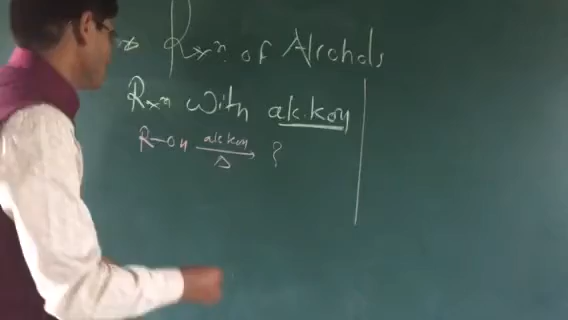 * Rxⁿ of Alcohols
Rxⁿ with alc.KOH
R-OH alc KOH Δ ?